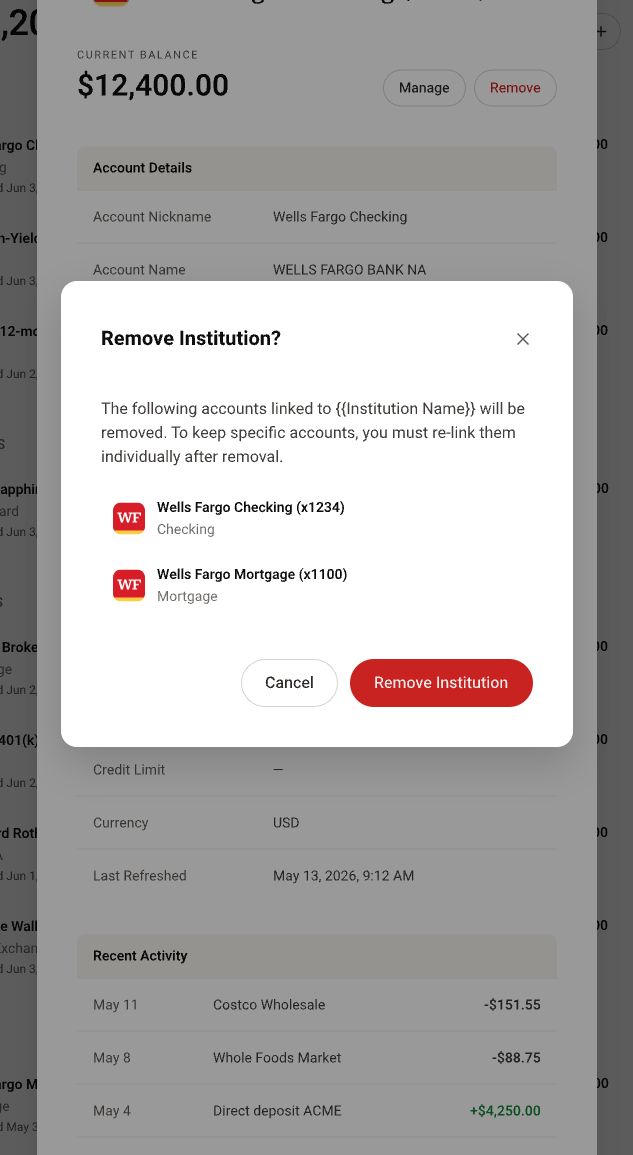 CURRENT BALANCE
$12,400.00
Manage
Remove
Account Details
Account Nickname
Wells Fargo Checking
Account Name
WELLS FARGO BANK NA
Remove Institution?
The following accounts linked to {{Institution Name}} will be
removed. To keep specific accounts, you must re-link them
individually after removal.
WF
Wells Fargo Checking (x1234)
Checking
WF
Wells Fargo Mortgage (x1100)
Mortgage
Cancel
Remove Institution
Credit Limit
—
Currency
USD
Last Refreshed
May 13, 2026, 9:12 AM
Recent Activity
May 11
Costco Wholesale
-$151.55
May 8
Whole Foods Market
-$88.75
May 4
Direct deposit ACME
+$4,250.00